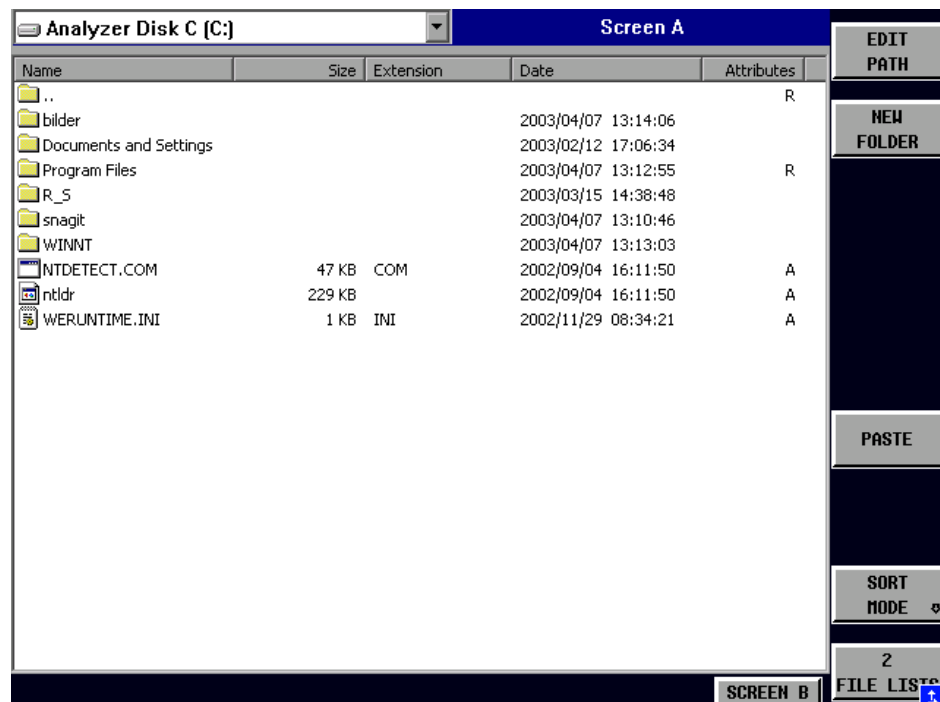 Analyzer Disk C (C:)
Screen A
Name Size Extension Date Attributes
.. R
bilder 2003/04/07 13:14:06
Documents and Settings 2003/02/12 17:06:34
Program Files 2003/04/07 13:12:55 R
R_S 2003/03/15 14:38:48
snagit 2003/04/07 13:10:46
WINNT 2003/04/07 13:13:03
NTDETECT.COM 47 KB COM 2002/09/04 16:11:50 A
ntldr 229 KB 2002/09/04 16:11:50 A
WERUNTIME.INI 1 KB INI 2002/11/29 08:34:21 A
SCREEN B
EDIT
PATH
NEW
FOLDER
PASTE
SORT
MODE
2
FILE LISTS